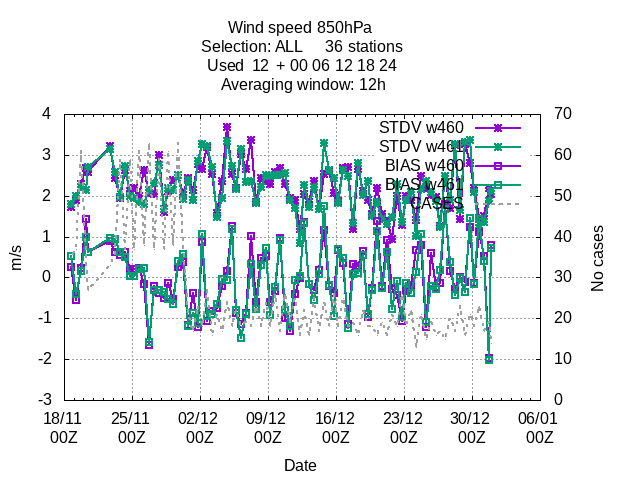 Wind speed 850hPa
Selection: ALL 36 stations
Used 12 + 00 06 12 18 24
Averaging window: 12h
4 70
STDV w460
3 STDV w461 60
BIAS w460
BIAS w461
2 CASES 50
1 40
0 30
-1 20
-2 10
-3 0
m/s
No cases
18/11 25/11 02/12 09/12 16/12 23/12 30/12 06/01
00Z 00Z 00Z 00Z 00Z 00Z 00Z 00Z
Date